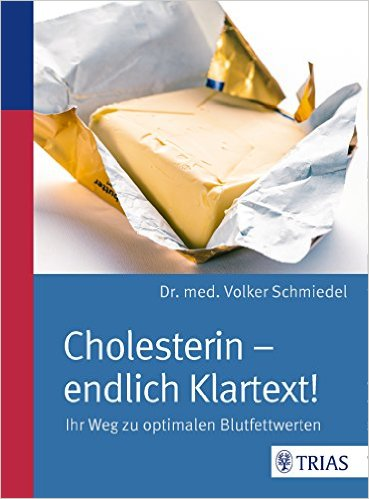 Dr. med. Volker Schmiedel
Cholesterin –
endlich Klartext!
Ihr Weg zu optimalen Blutfettwerten
TRIAS